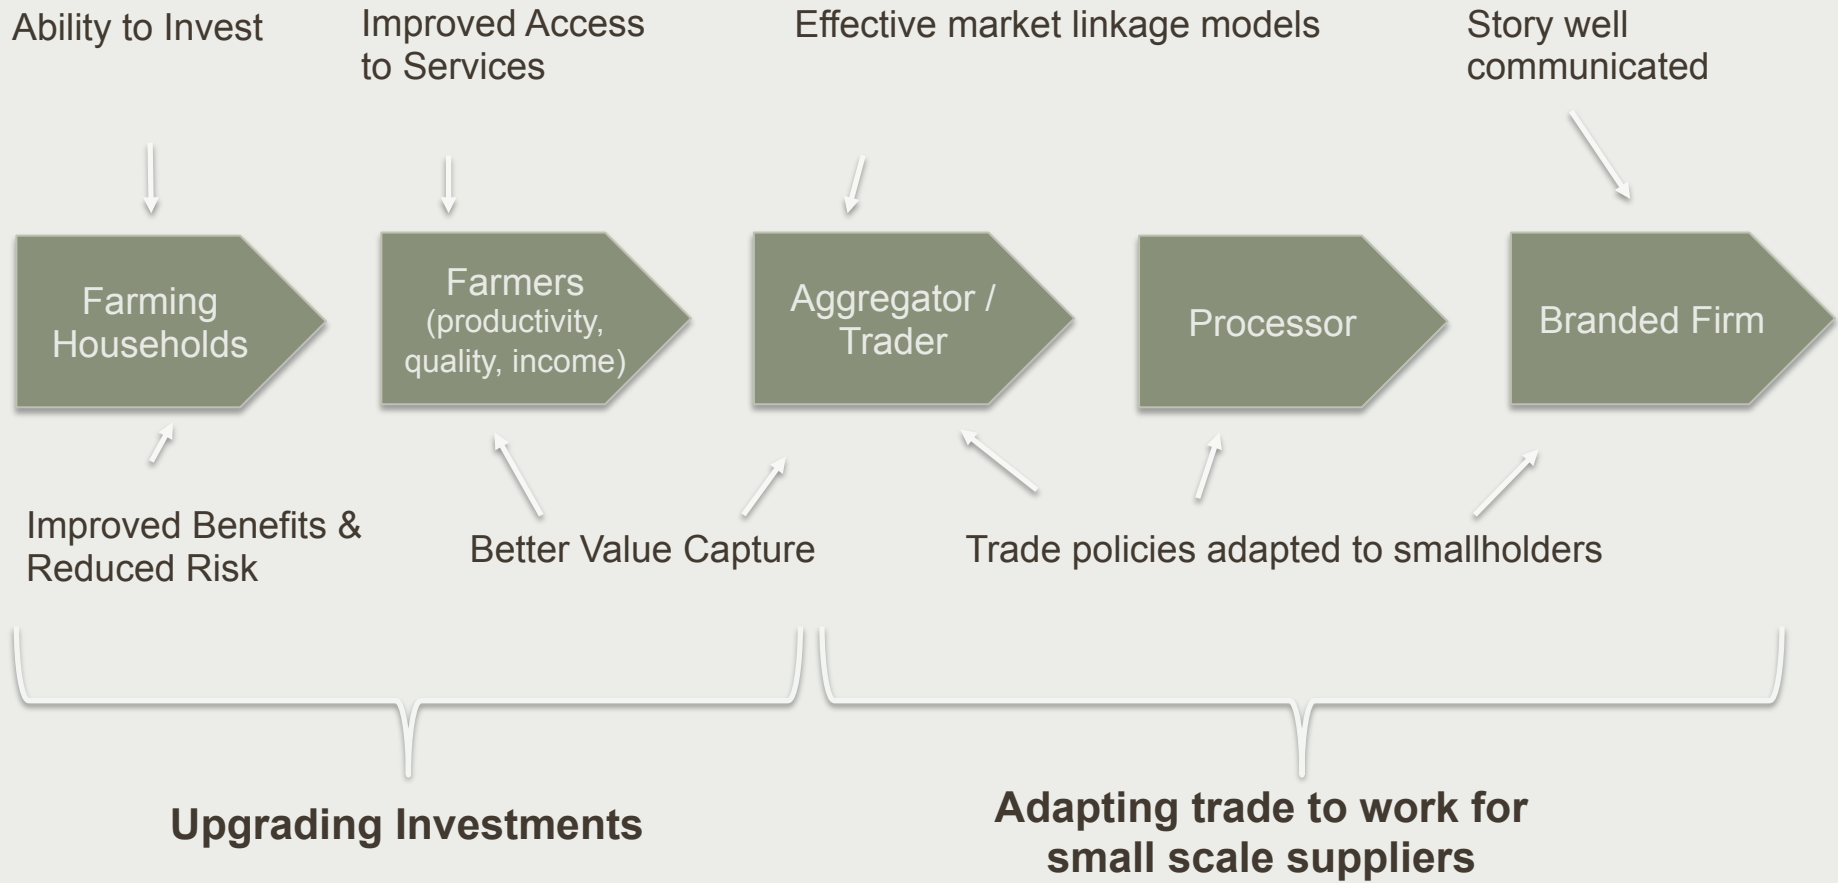 Ability to Invest
Improved Access
to Services
Effective market linkage models
Story well
communicated
Farming
Households
Farmers
(productivity,
quality, income)
Aggregator /
Trader
Processor
Branded Firm
Improved Benefits &
Reduced Risk
Better Value Capture
Trade policies adapted to smallholders
Upgrading Investments
Adapting trade to work for
small scale suppliers